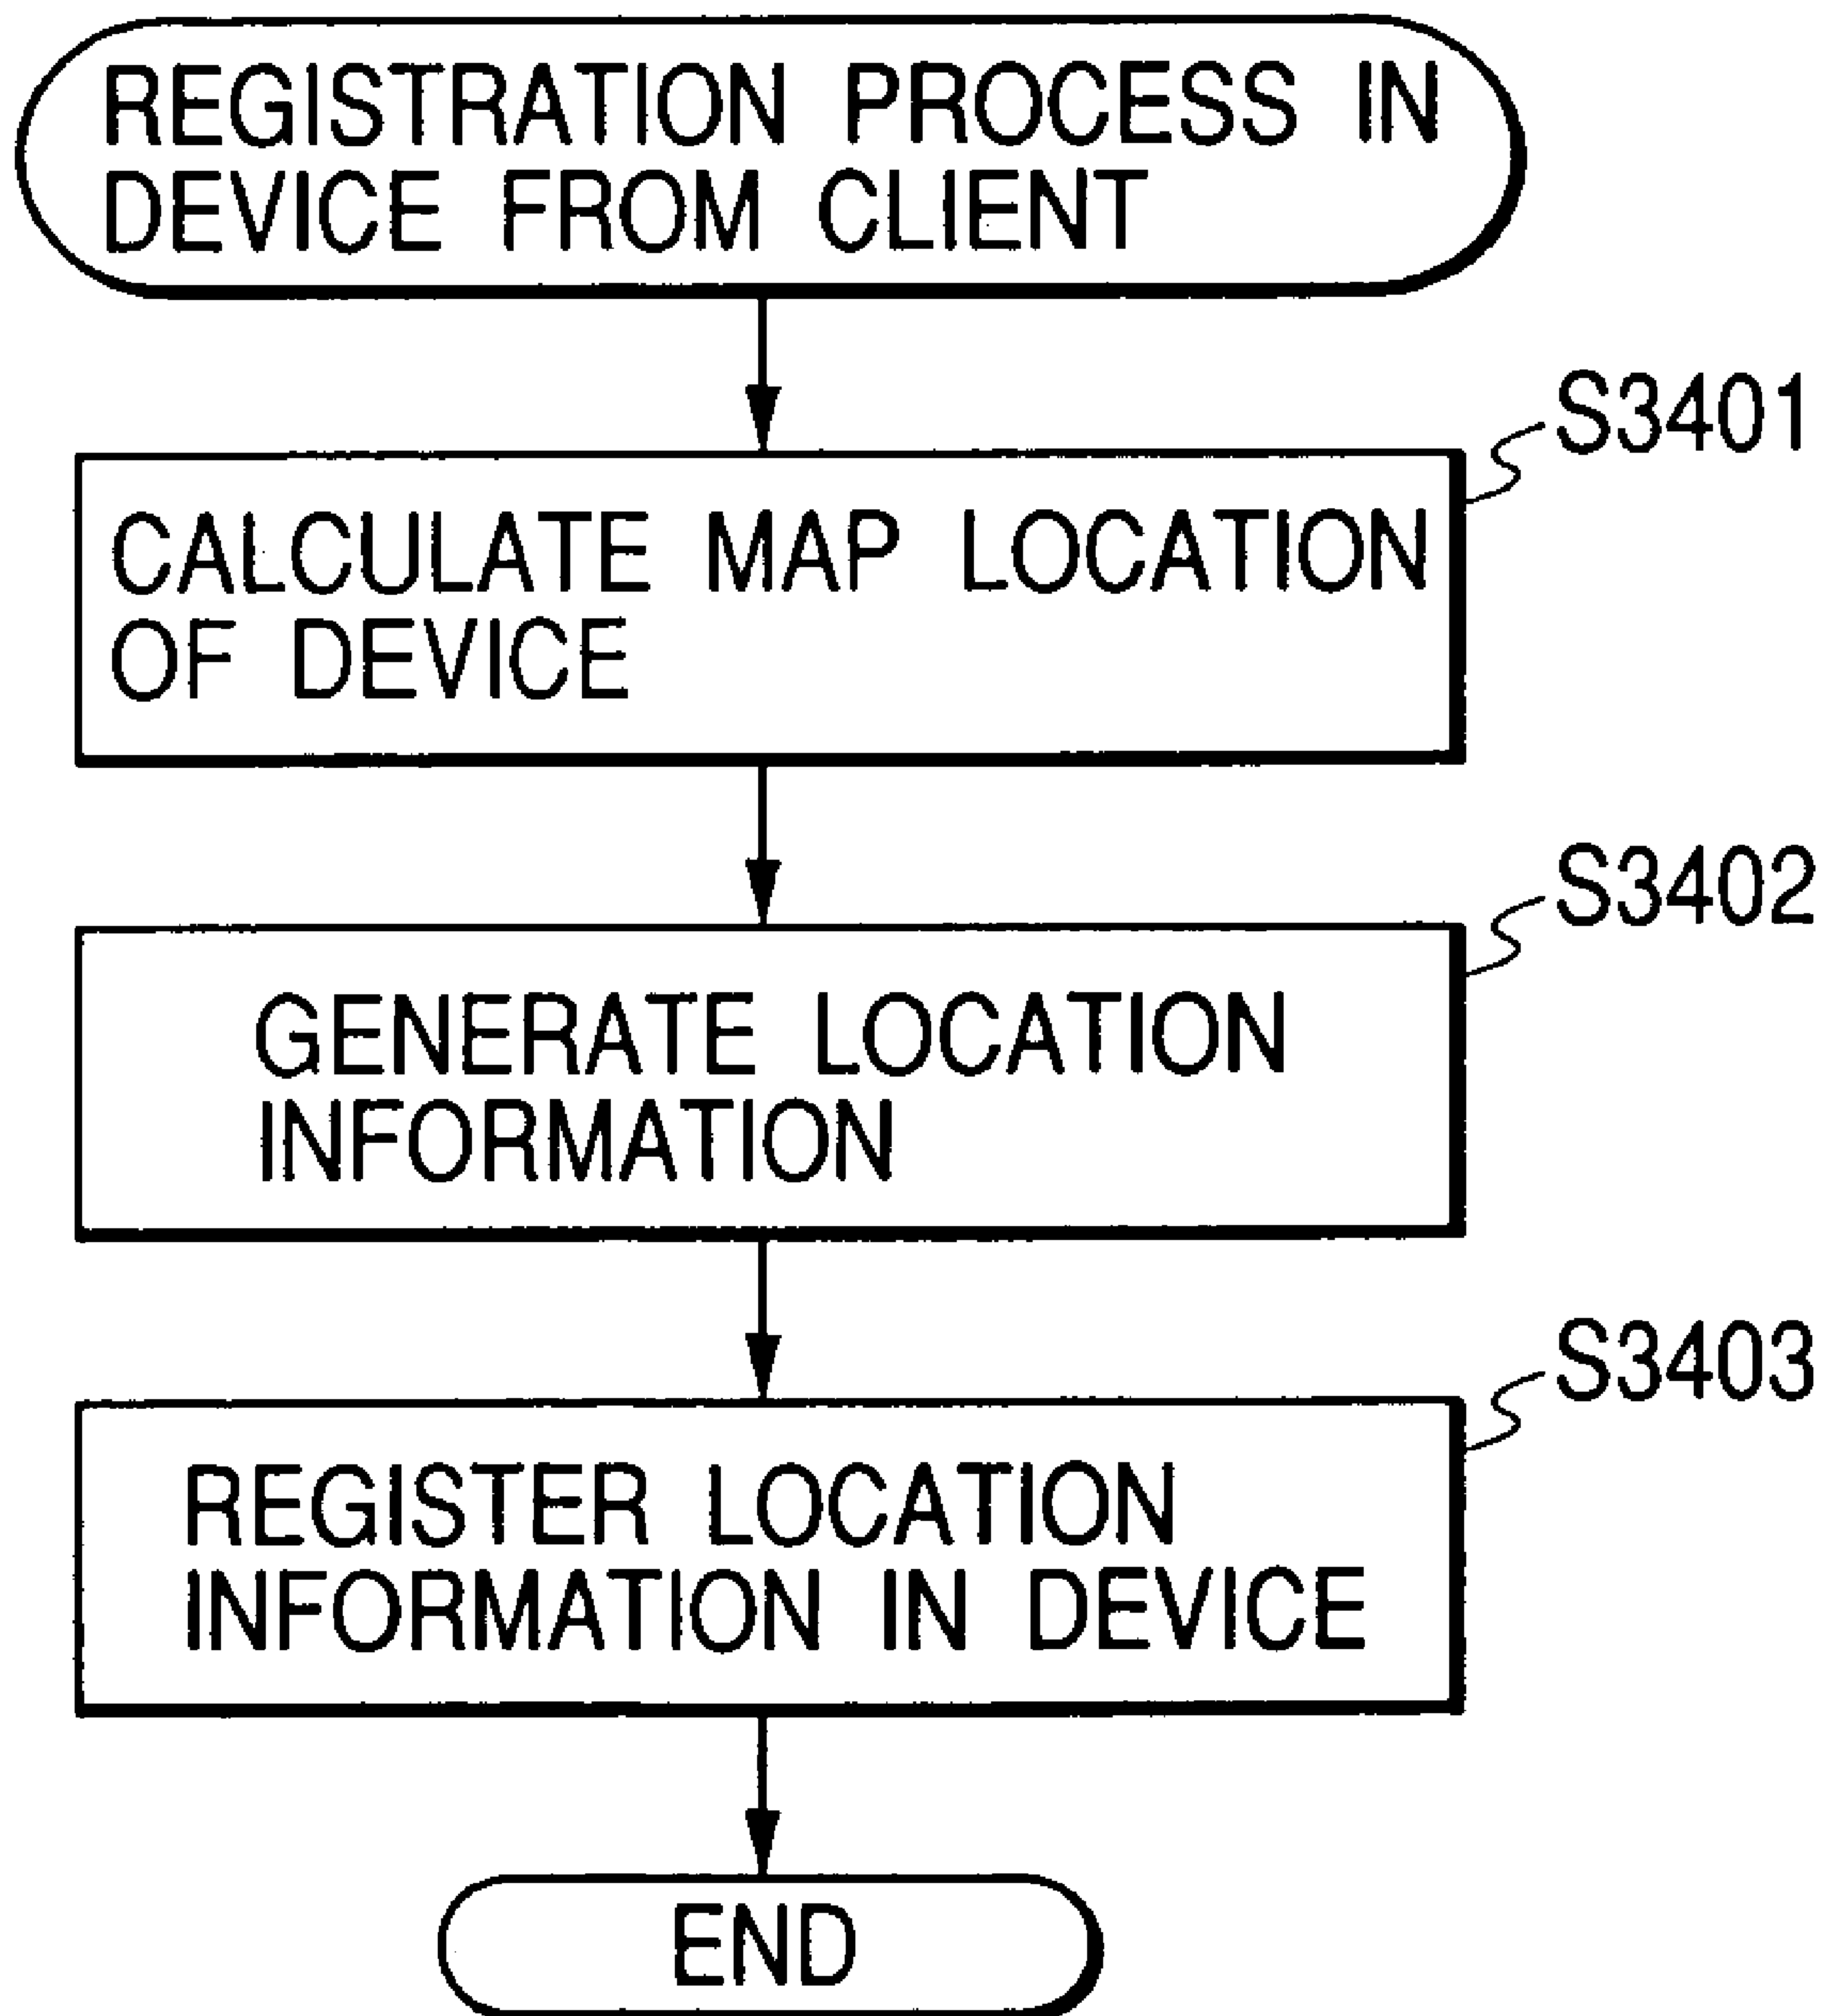 REGISTRATION PROCESS IN
DEVICE FROM CLIENT
S3401
CALCULATE MAP LOCATION
OF DEVICE
S3402
GENERATE LOCATION
INFORMATION
S3403
REGISTER LOCATION
INFORMATION IN DEVICE
END